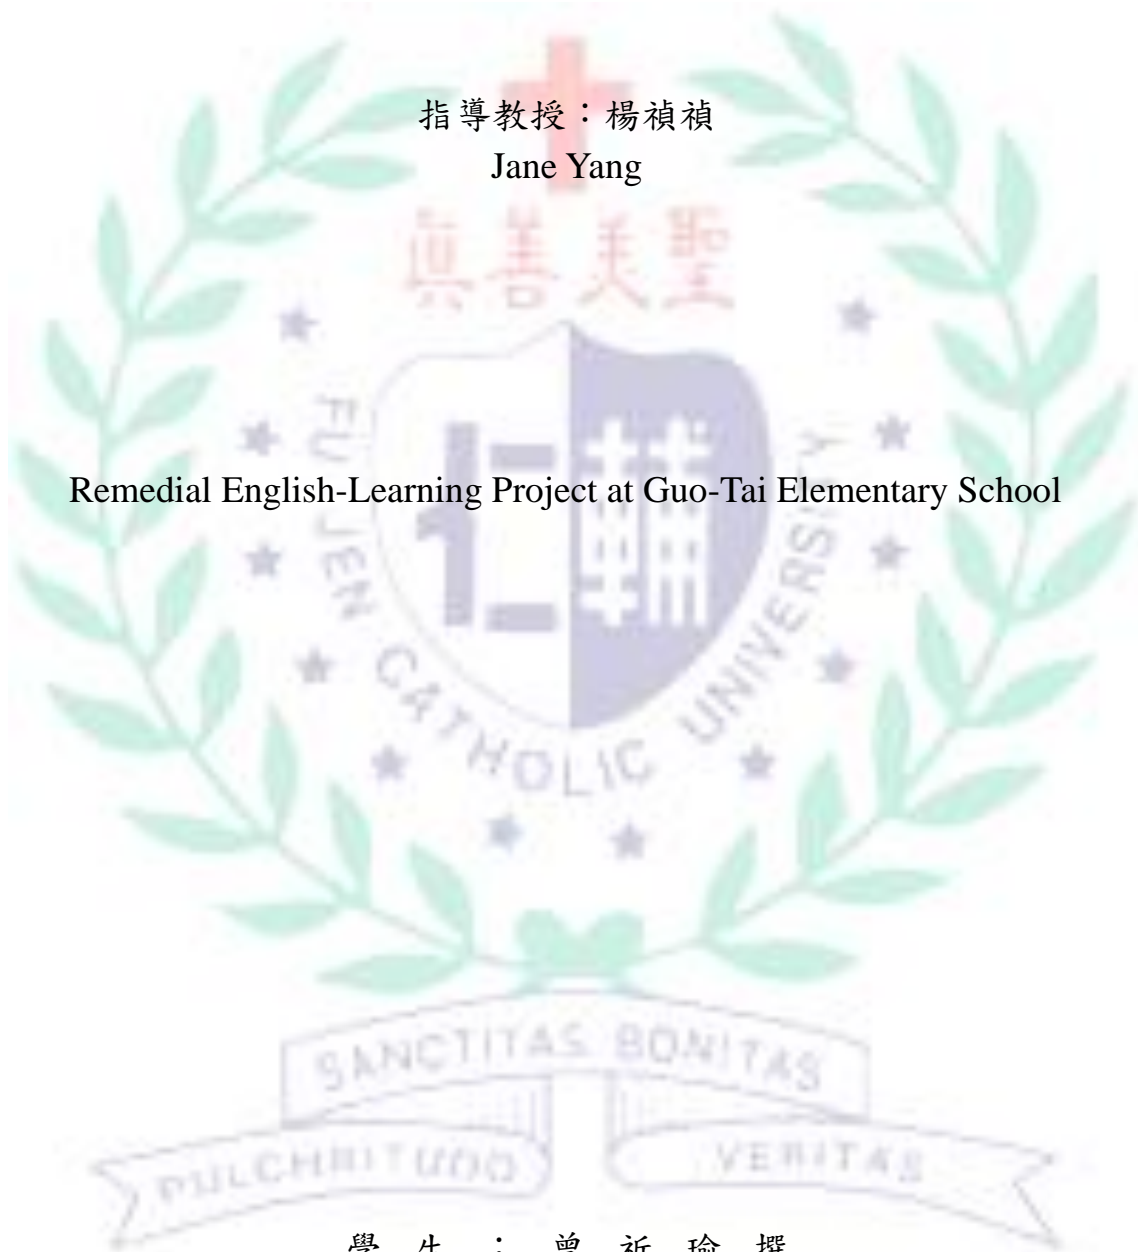 指導教授：楊禎禎
Jane Yang
真善美聖
FU JEN CATHOLIC UNIVERSITY
Remedial English-Learning Project at Guo-Tai Elementary School
輔仁
SANCTITAS BONITAS
PULCHRITUDO VERITAS
學生：曾祈瑜撰